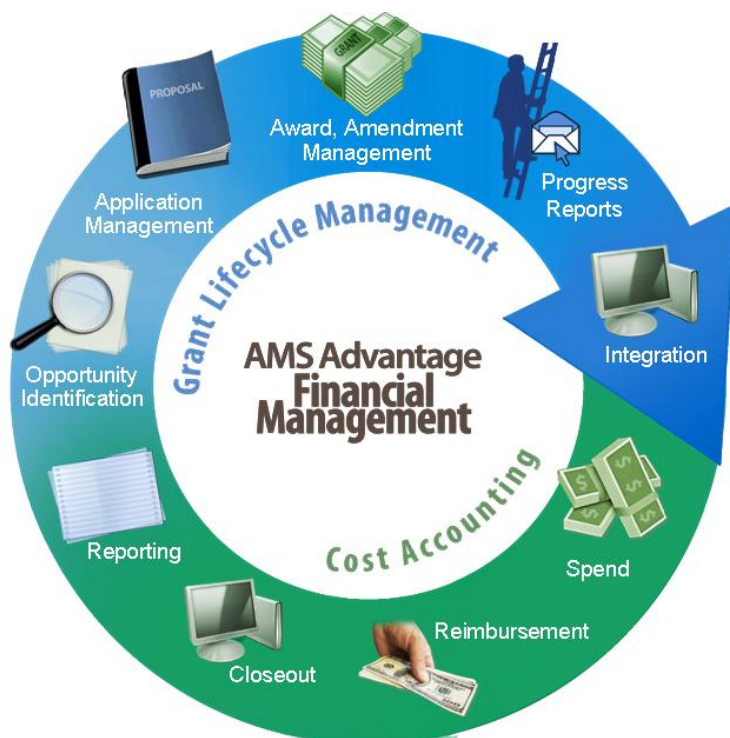 GRANT
PROPOSAL
Award, Amendment
Management
Progress
Reports
Application
Management
Grant Lifecycle Management
Integration
AMS Advantage
Financial
Management
Opportunity
Identification
Cost Accounting
Reporting
Spend
Reimbursement
Closeout